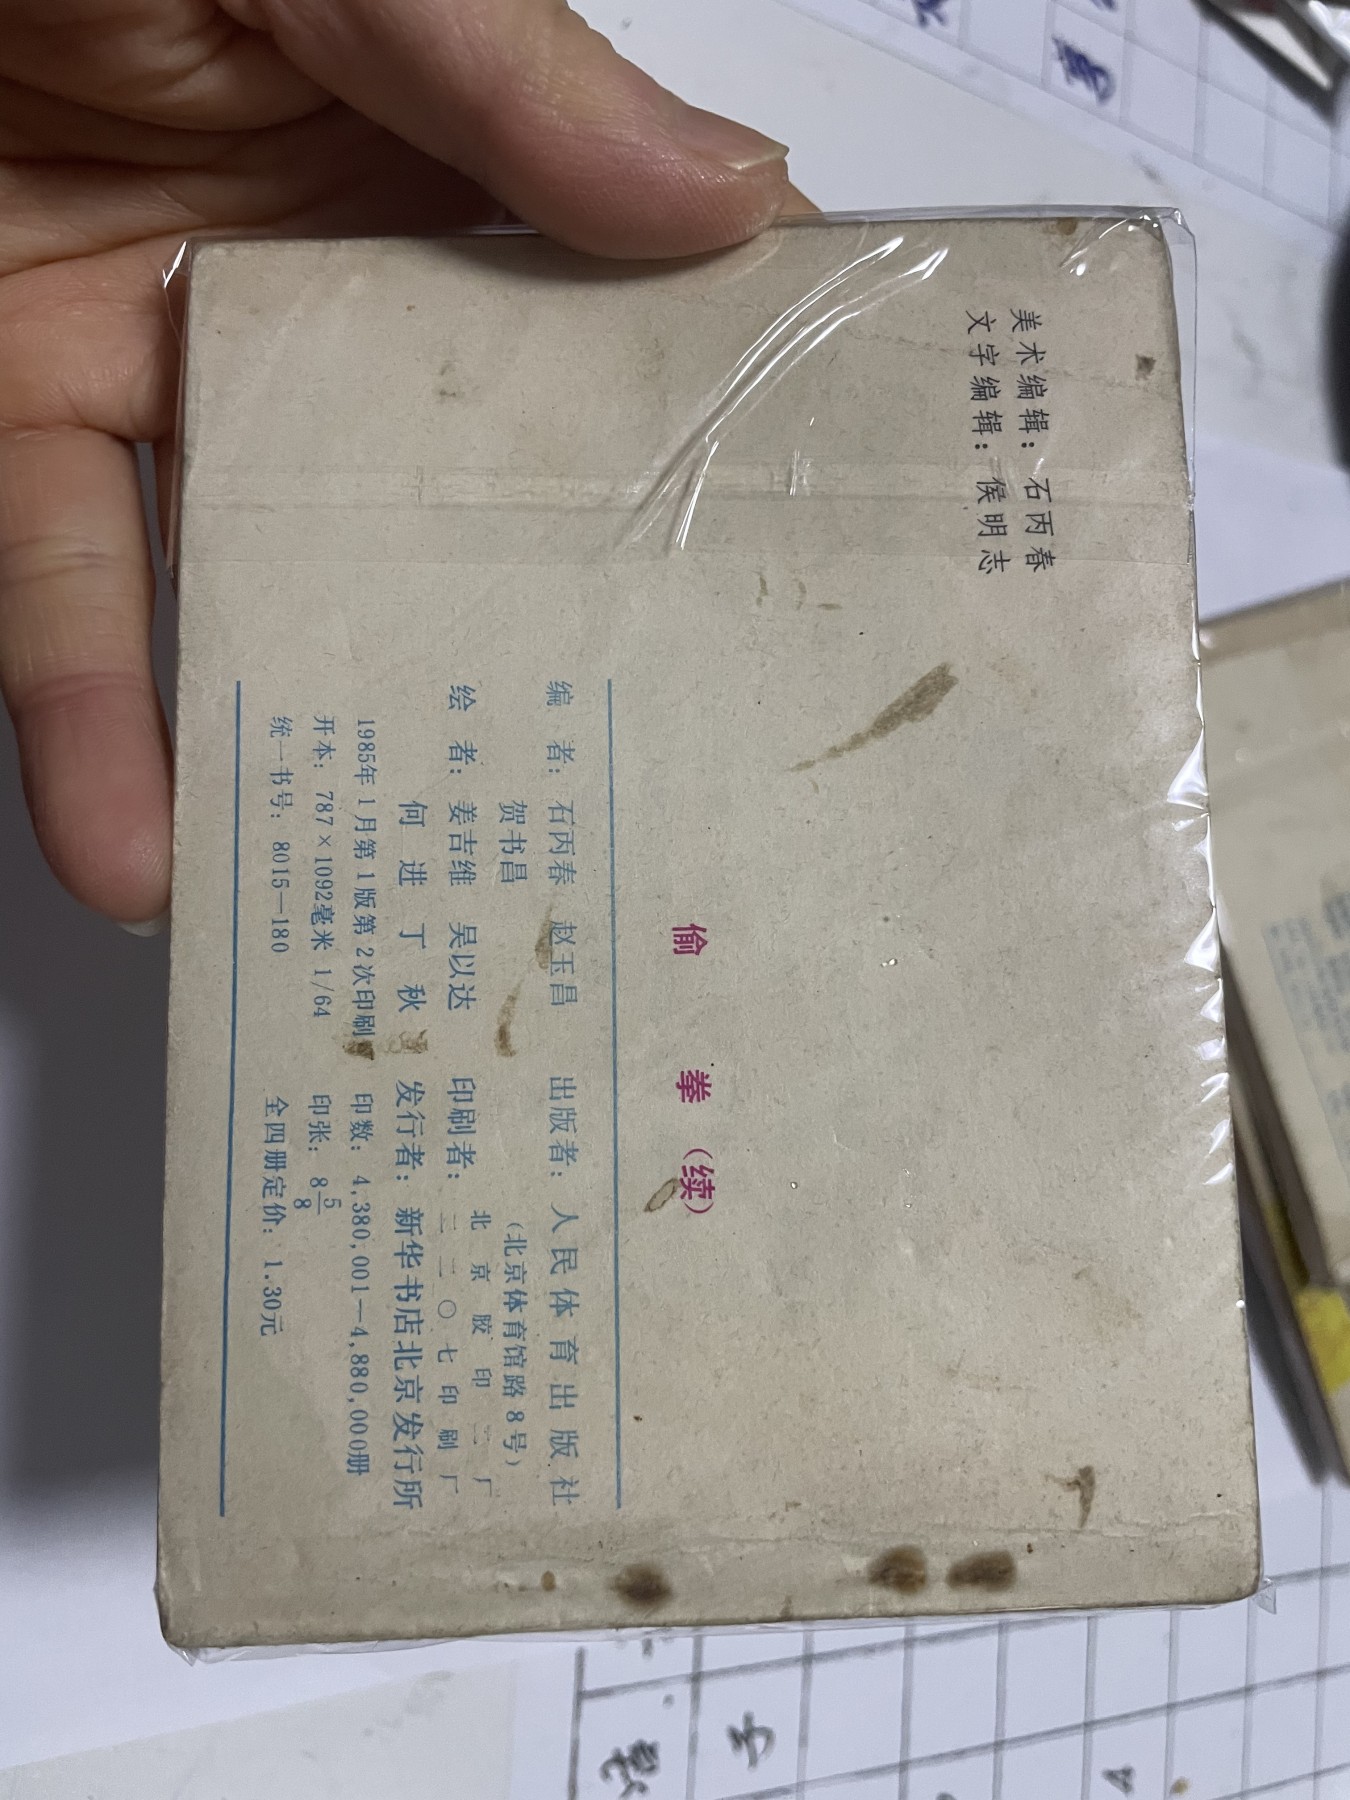 美术编辑：石丙春
文字编辑：侯明志
偷 拳（续）
编 者：石丙春 赵玉昌
贺书昌
绘 者：姜吉维 吴以达
何 进 丁 秋
1985年1月第1版第2次印刷
开本：787×1092毫米 1/64
统一书号：8015—180
出版者：人民体育出版社
（北京体育馆路8号）
印刷者：北京胶印二厂
二二〇七印刷厂
发行者：新华书店北京发行所
印数：4,380,001—4,880,000册
印张：8 5/8
全四册定价：1.30元
子